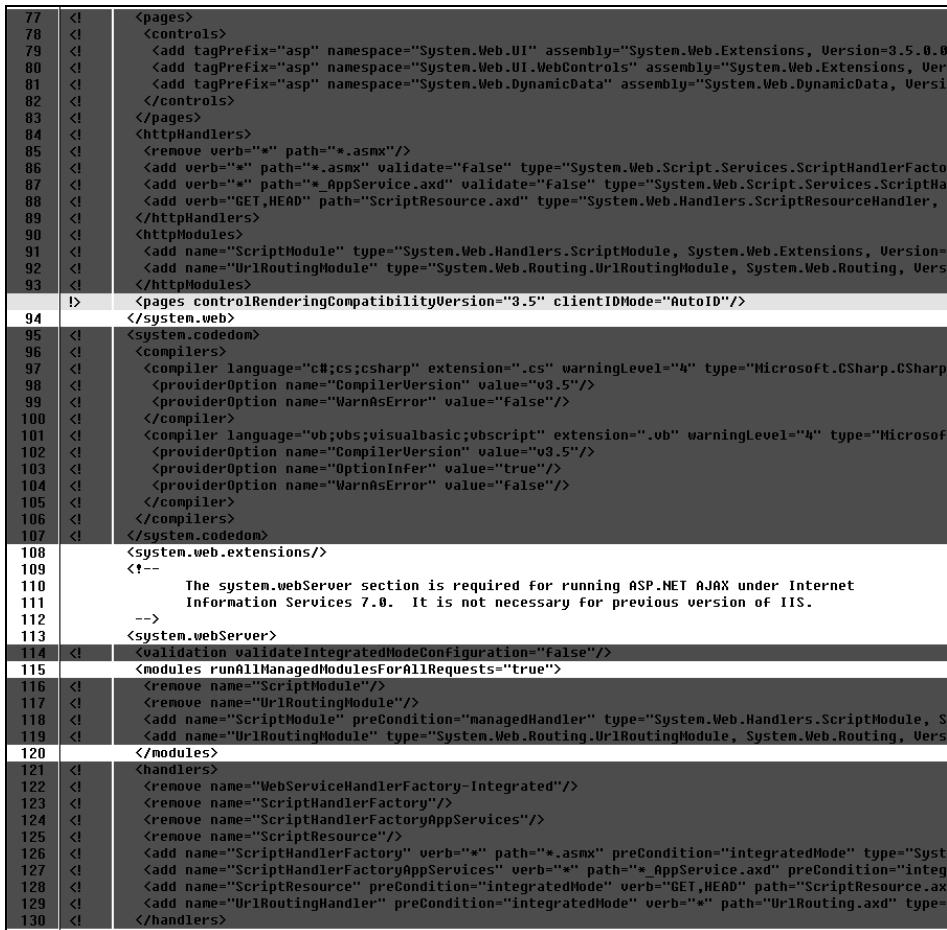 77 <! <pages>
78 <! <controls>
79 <! <add tagPrefix="asp" namespace="System.Web.UI" assembly="System.Web.Extensions, Version=3.5.0.0
80 <! <add tagPrefix="asp" namespace="System.Web.UI.WebControls" assembly="System.Web.Extensions, Ver
81 <! <add tagPrefix="asp" namespace="System.Web.DynamicData" assembly="System.Web.DynamicData, Versi
82 <! </controls>
83 <! </pages>
84 <! <httpHandlers>
85 <! <remove verb="*" path="*.asmx"/>
86 <! <add verb="*" path="*.asmx" validate="false" type="System.Web.Script.Services.ScriptHandlerFacto
87 <! <add verb="*" path="*_AppService.axd" validate="false" type="System.Web.Script.Services.ScriptHa
88 <! <add verb="GET,HEAD" path="ScriptResource.axd" type="System.Web.Handlers.ScriptResourceHandler,
89 <! </httpHandlers>
90 <! <httpModules>
91 <! <add name="ScriptModule" type="System.Web.Handlers.ScriptModule, System.Web.Extensions, Version=
92 <! <add name="UrlRoutingModule" type="System.Web.Routing.UrlRoutingModule, System.Web.Routing, Vers
93 <! </httpModules>
!> <pages controlRenderingCompatibilityVersion="3.5" clientIDMode="AutoID"/>
94 </system.web>
95 <! <system.codedom>
96 <! <compilers>
97 <! <compiler language="c#;cs;csharp" extension=".cs" warningLevel="4" type="Microsoft.CSharp.CSharp
98 <! <providerOption name="CompilerVersion" value="v3.5"/>
99 <! <providerOption name="WarnAsError" value="false"/>
100 <! </compiler>
101 <! <compiler language="vb;vbs;visualbasic;vbscript" extension=".vb" warningLevel="4" type="Microsof
102 <! <providerOption name="CompilerVersion" value="v3.5"/>
103 <! <providerOption name="OptionInfer" value="true"/>
104 <! <providerOption name="WarnAsError" value="false"/>
105 <! </compiler>
106 <! </compilers>
107 <! </system.codedom>
108 <system.web.extensions/>
109 <!--
110 The system.webServer section is required for running ASP.NET AJAX under Internet
111 Information Services 7.0.  It is not necessary for previous version of IIS.
112 -->
113 <system.webServer>
114 <! <validation validateIntegratedModeConfiguration="false"/>
115 <modules runAllManagedModulesForAllRequests="true">
116 <! <remove name="ScriptModule"/>
117 <! <remove name="UrlRoutingModule"/>
118 <! <add name="ScriptModule" preCondition="managedHandler" type="System.Web.Handlers.ScriptModule, S
119 <! <add name="UrlRoutingModule" type="System.Web.Routing.UrlRoutingModule, System.Web.Routing, Vers
120 </modules>
121 <! <handlers>
122 <! <remove name="WebServiceHandlerFactory-Integrated"/>
123 <! <remove name="ScriptHandlerFactory"/>
124 <! <remove name="ScriptHandlerFactoryAppServices"/>
125 <! <remove name="ScriptResource"/>
126 <! <add name="ScriptHandlerFactory" verb="*" path="*.asmx" preCondition="integratedMode" type="Syst
127 <! <add name="ScriptHandlerFactoryAppServices" verb="*" path="*_AppService.axd" preCondition="integ
128 <! <add name="ScriptResource" preCondition="integratedMode" verb="GET,HEAD" path="ScriptResource.ax
129 <! <add name="UrlRoutingHandler" preCondition="integratedMode" verb="*" path="UrlRouting.axd" type=
130 <! </handlers>